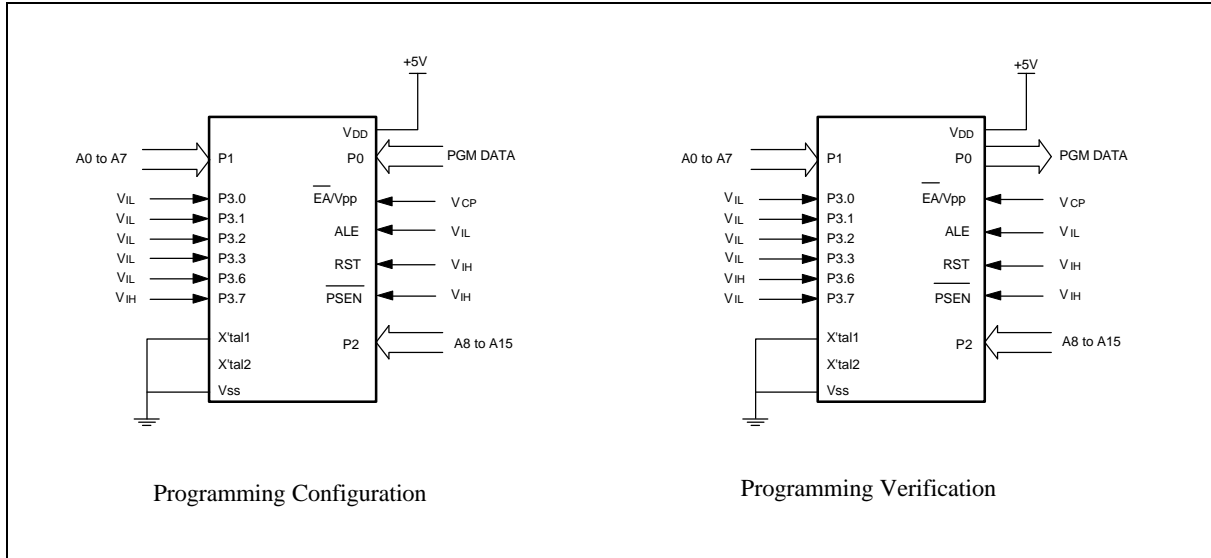 +5V
VDD
A0 to A7
P1
P0
PGM DATA
VIL
P3.0
EA/Vpp
VCP
VIL
P3.1
VIL
P3.2
ALE
VIL
VIL
P3.3
RST
VIH
VIL
P3.6
VIH
P3.7
PSEN
VIH
X'tal1
P2
A8 to A15
X'tal2
Vss
Programming Configuration
+5V
VDD
A0 to A7
P1
P0
PGM DATA
VIL
P3.0
EA/Vpp
VCP
VIL
P3.1
VIL
P3.2
ALE
VIL
VIL
P3.3
RST
VIH
VIH
P3.6
VIL
P3.7
PSEN
VIH
X'tal1
P2
A8 to A15
X'tal2
Vss
Programming Verification